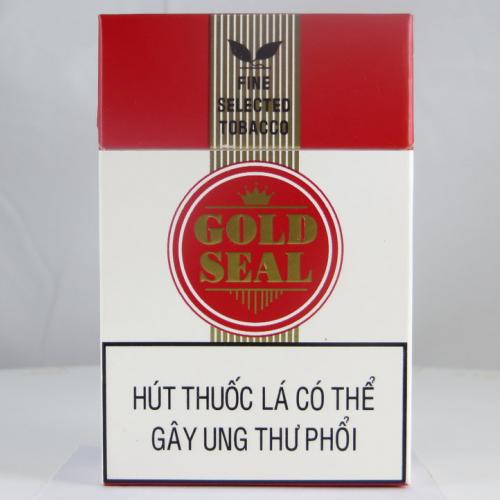 FINE
SELECTED
TOBACCO
GOLD
SEAL
HÚT THUỐC LÁ CÓ THỂ
GÂY UNG THƯ PHỔI